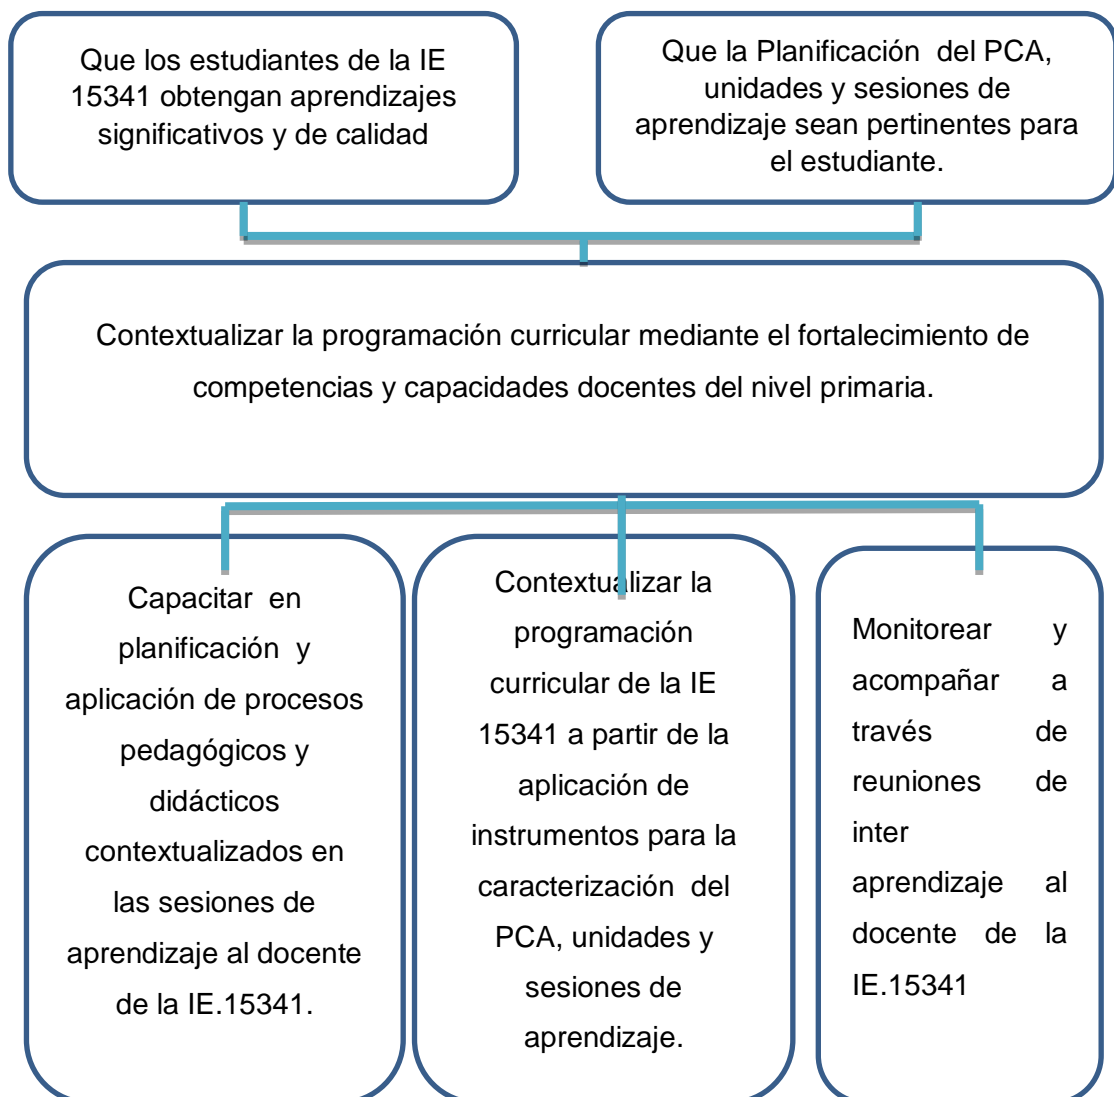 Que los estudiantes de la IE
15341 obtengan aprendizajes
significativos y de calidad
Que la Planificación del PCA,
unidades y sesiones de
aprendizaje sean pertinentes para
el estudiante.
Contextualizar la programación curricular mediante el fortalecimiento de
competencias y capacidades docentes del nivel primaria.
Capacitar en
planificación y
aplicación de procesos
pedagógicos y
didácticos
contextualizados en
las sesiones de
aprendizaje al docente
de la IE.15341.
Contextualizar la
programación
curricular de la IE
15341 a partir de la
aplicación de
instrumentos para la
caracterización del
PCA, unidades y
sesiones de
aprendizaje.
Monitorear y
acompañar a
través de
reuniones de
inter
aprendizaje al
docente de la
IE.15341